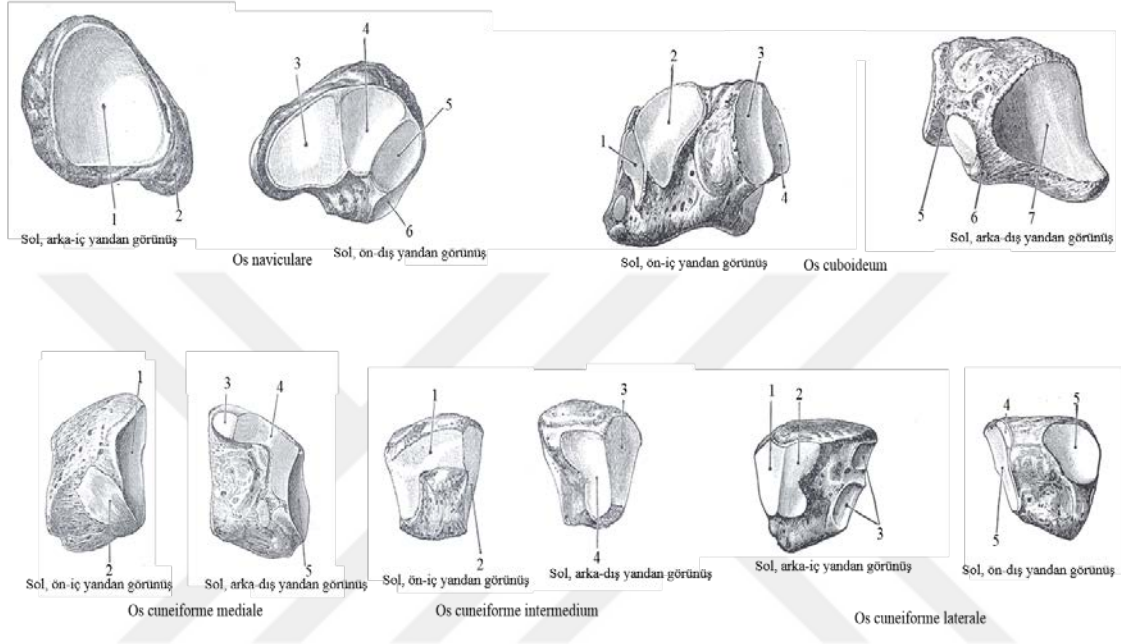 1
2
Sol, arka-iç yandan görünüş
3
4
5
6
Sol, ön-dış yandan görünüş
Os naviculare
1
2
3
4
Sol, ön-iç yandan görünüş
5
6
7
Sol, arka-dış yandan görünüş
Os cuboideum
1
2
Sol, ön-iç yandan görünüş
3
4
5
Sol, arka-dış yandan görünüş
Os cuneiforme mediale
1
2
Sol, ön-iç yandan görünüş
3
4
Sol, arka-dış yandan görünüş
Os cuneiforme intermedium
1
2
3
Sol, arka-iç yandan görünüş
4
5
5
Sol, ön-dış yandan görünüş
Os cuneiforme laterale